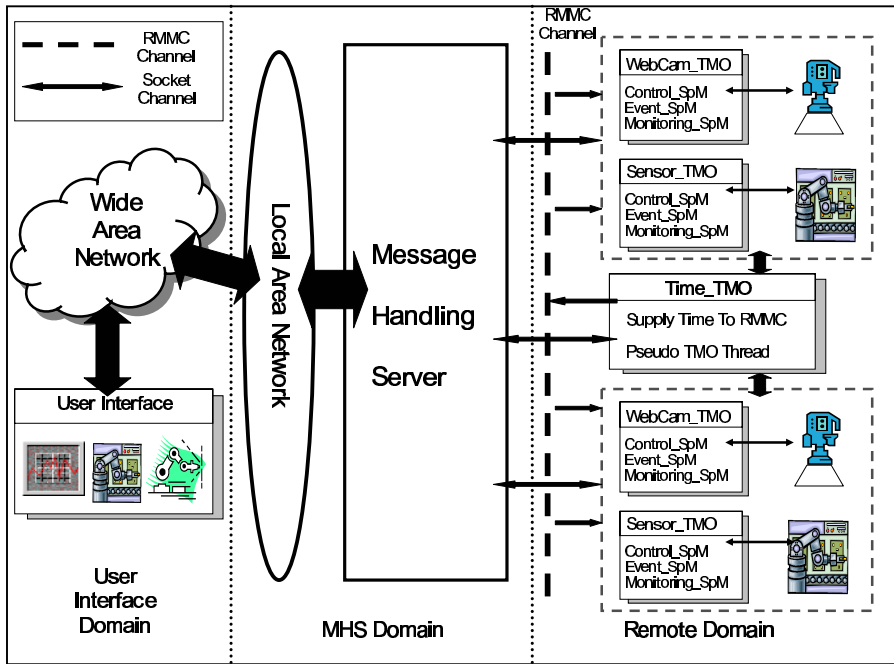 RMMC
Channel
Socket
Channel
Wide
Area
Network
User Interface
User
Interface
Domain
Local Area Network
Message
Handling
Server
MHS Domain
RMMC
Channel
WebCam_TMO
Control_SpM
Event_SpM
Monitoring_SpM
Sensor_TMO
Control_SpM
Event_SpM
Monitoring_SpM
Time_TMO
Supply Time To RMMC
Pseudo TMO Thread
WebCam_TMO
Control_SpM
Event_SpM
Monitoring_SpM
Sensor_TMO
Control_SpM
Event_SpM
Monitoring_SpM
Remote Domain